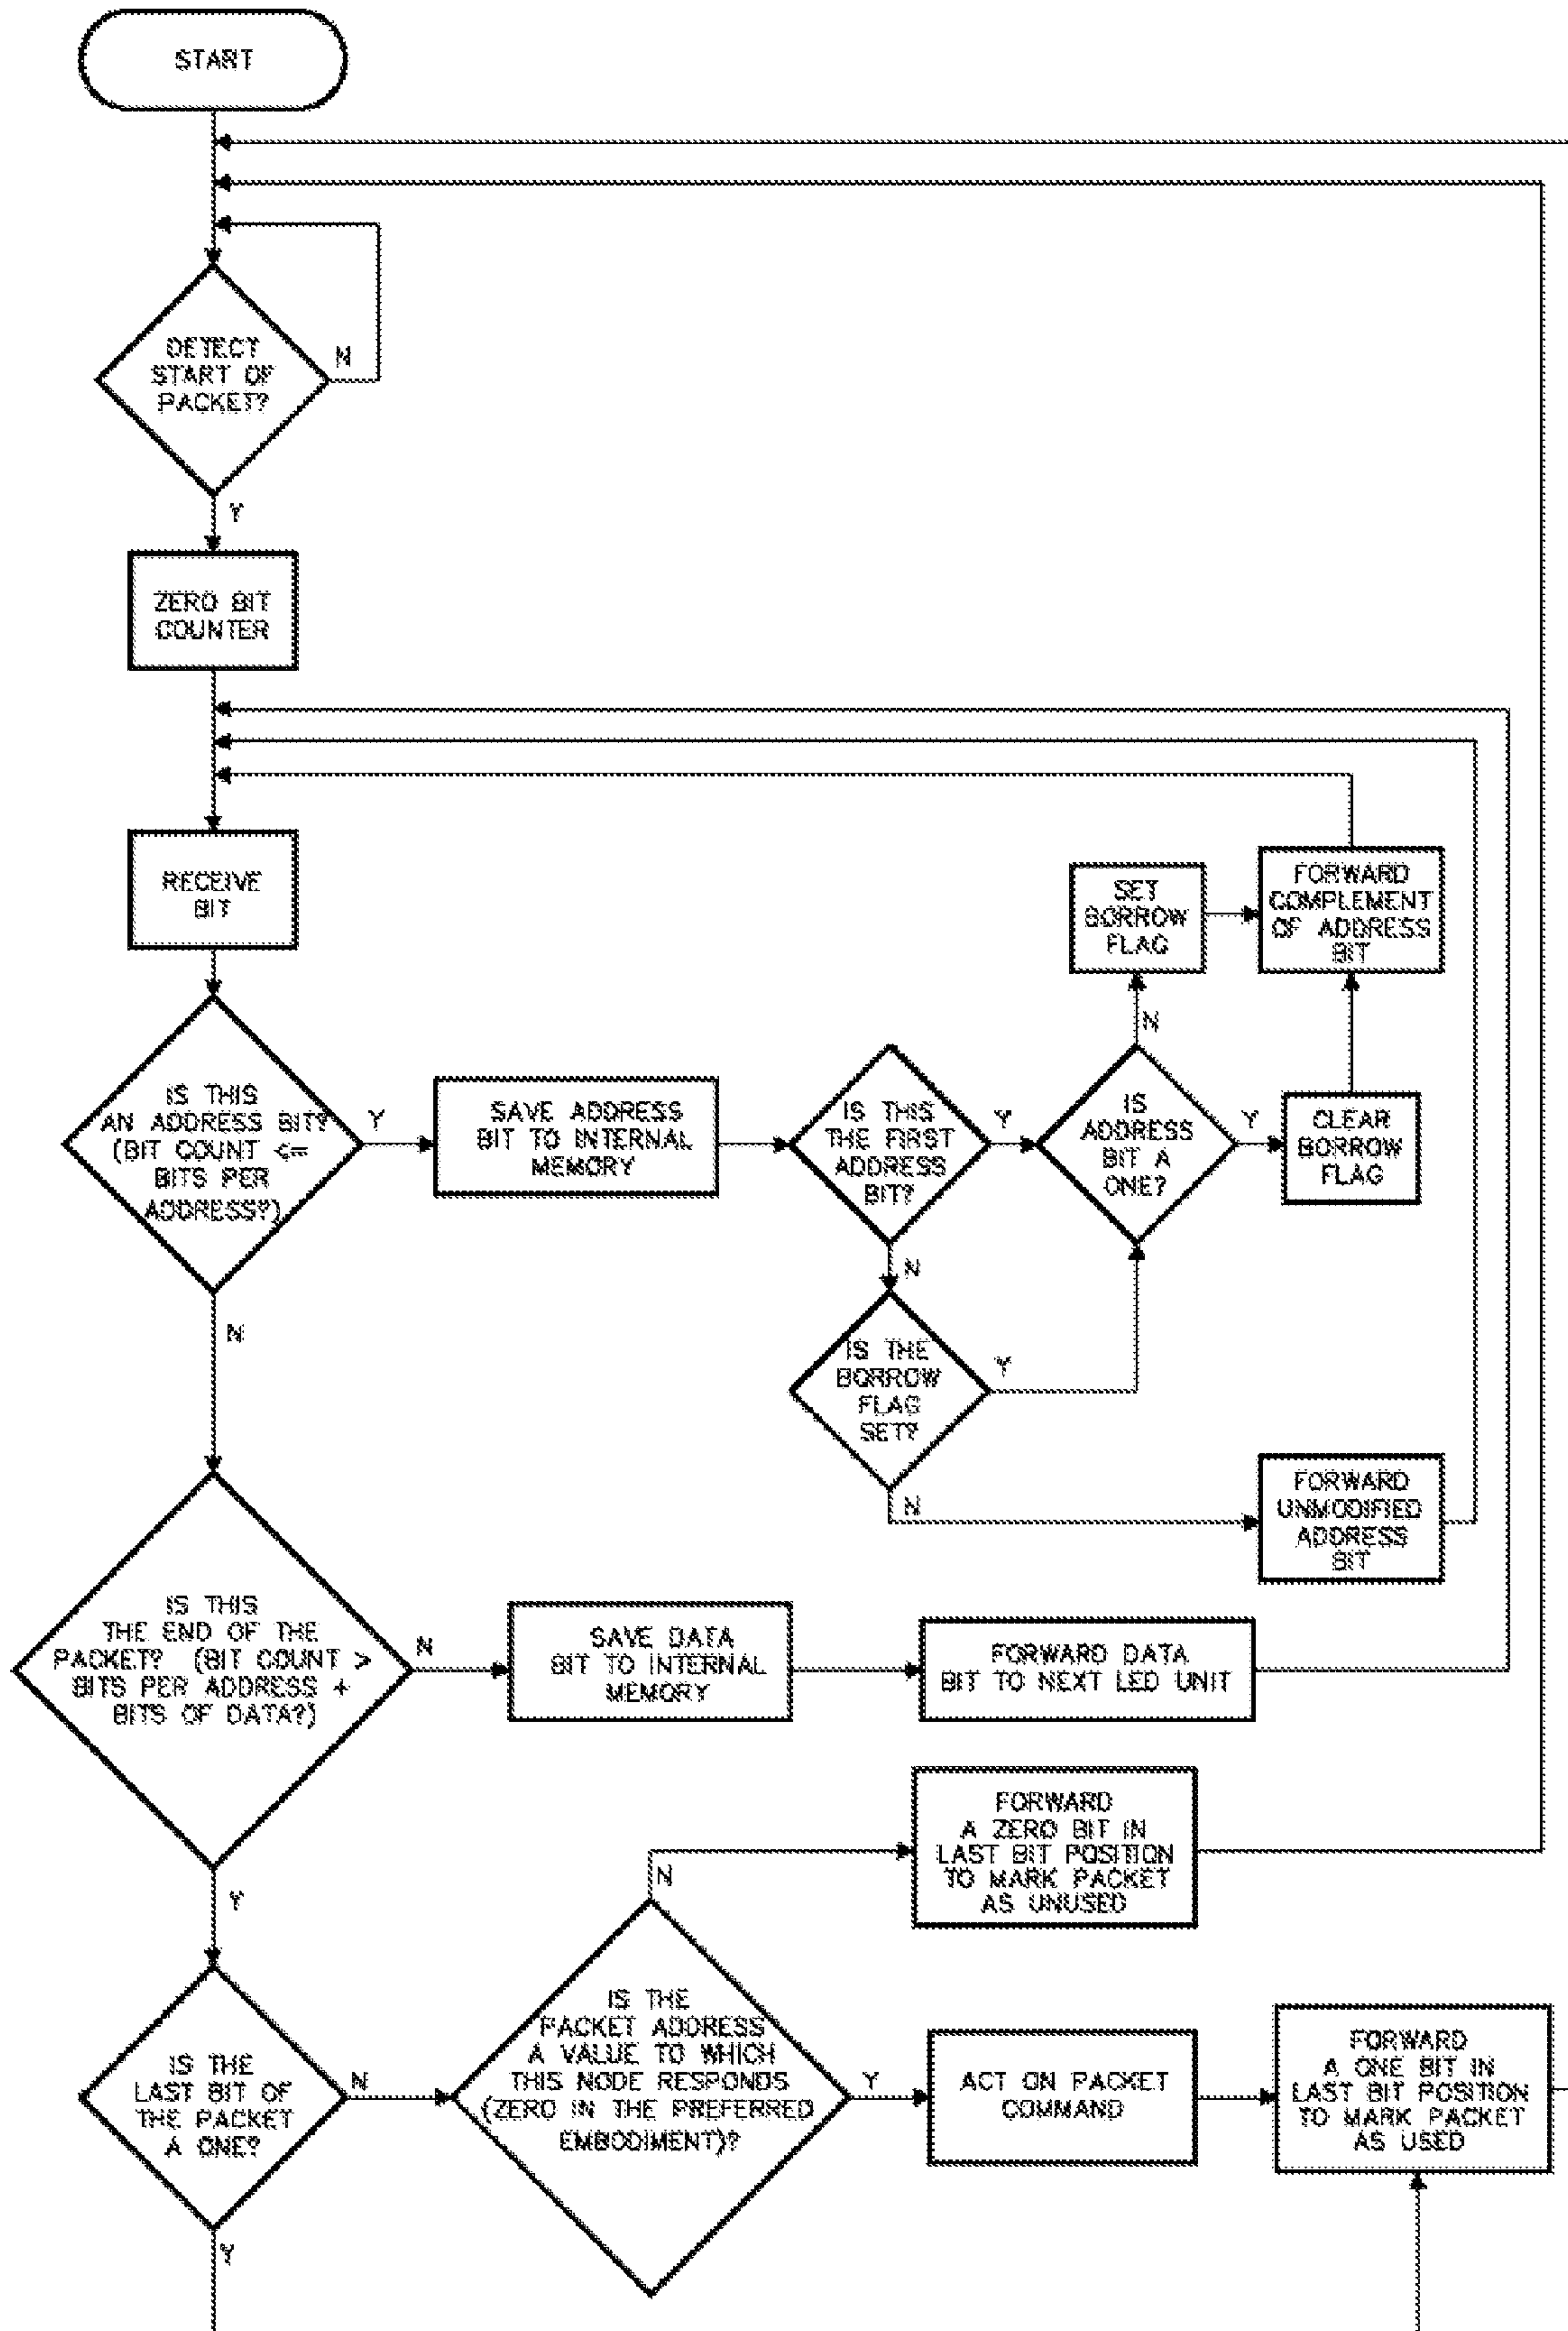 START
DETECT
START OF
PACKET?
N
Y
ZERO BIT
COUNTER
RECEIVE
BIT
SET
BORROW
FLAG
FORWARD
COMPLEMENT
OF ADDRESS
BIT
N
IS THIS
AN ADDRESS BIT?
(BIT COUNT <=
BITS PER
ADDRESS?)
Y
SAVE ADDRESS
BIT TO INTERNAL
MEMORY
IS THIS
THE FIRST
ADDRESS
BIT?
Y
IS
ADDRESS
BIT A
ONE?
Y
CLEAR
BORROW
FLAG
N
N
IS THE
BORROW
FLAG
SET?
Y
N
FORWARD
UNMODIFIED
ADDRESS
BIT
IS THIS
THE END OF THE
PACKET? (BIT COUNT >
BITS PER ADDRESS +
BITS OF DATA?)
N
SAVE DATA
BIT TO INTERNAL
MEMORY
FORWARD DATA
BIT TO NEXT LED UNIT
Y
FORWARD
A ZERO BIT IN
LAST BIT POSITION
TO MARK PACKET
AS UNUSED
N
IS THE
LAST BIT OF
THE PACKET
A ONE?
N
IS THE
PACKET ADDRESS
A VALUE TO WHICH
THIS NODE RESPONDS
(ZERO IN THE PREFERRED
EMBODIMENT)?
Y
ACT ON PACKET
COMMAND
FORWARD
A ONE BIT IN
LAST BIT POSITION
TO MARK PACKET
AS USED
Y